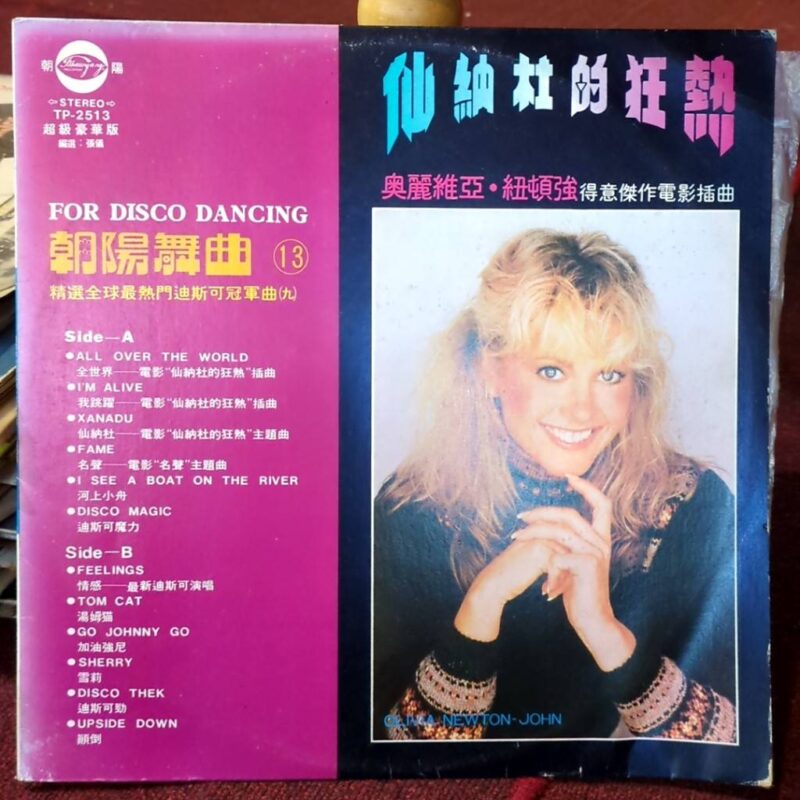 朝 陽
⇦STEREO⇨
TP-2513
超級豪華版
編選：張儀
FOR DISCO DANCING
朝陽舞曲 ⑬
精選全球最熱門迪斯可冠軍曲㈨
Side—A
●ALL OVER THE WORLD
全世界——電影"仙納杜的狂熱"插曲
●I'M ALIVE
我跳躍——電影"仙納杜的狂熱"插曲
●XANADU
仙納杜——電影"仙納杜的狂熱"主題曲
●FAME
名聲——電影"名聲"主題曲
●I SEE A BOAT ON THE RIVER
河上小舟
●DISCO MAGIC
迪斯可魔力
Side—B
●FEELINGS
情感——最新迪斯可演唱
●TOM CAT
湯姆猫
●GO JOHNNY GO
加油強尼
●SHERRY
雪莉
●DISCO THEK
迪斯可勁
●UPSIDE DOWN
顚倒
仙納杜的狂熱
奧麗維亞・紐頓強得意傑作電影插曲
OLIVIA NEWTON-JOHN